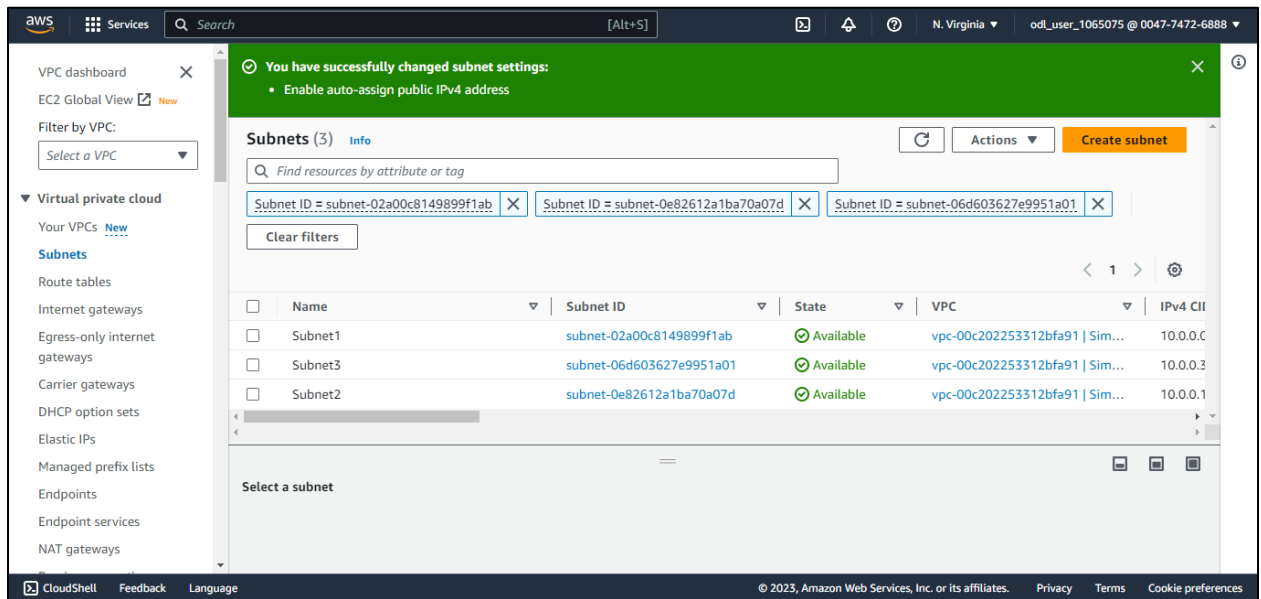 aws Services Search [Alt+S] N. Virginia ▼ odl_user_1065075 @ 0047-7472-6888 ▼
VPC dashboard
EC2 Global View New
Filter by VPC:
Select a VPC
Virtual private cloud
Your VPCs New
Subnets
Route tables
Internet gateways
Egress-only internet
gateways
Carrier gateways
DHCP option sets
Elastic IPs
Managed prefix lists
Endpoints
Endpoint services
NAT gateways
You have successfully changed subnet settings:
• Enable auto-assign public IPv4 address
Subnets (3) Info Actions ▼ Create subnet
Find resources by attribute or tag
Subnet ID = subnet-02a00c8149899f1ab Subnet ID = subnet-0e82612a1ba70a07d Subnet ID = subnet-06d603627e9951a01
Clear filters
< 1 >
Name Subnet ID State VPC IPv4 CI
Subnet1 subnet-02a00c8149899f1ab Available vpc-00c202253312bfa91 | Sim... 10.0.0.0
Subnet3 subnet-06d603627e9951a01 Available vpc-00c202253312bfa91 | Sim... 10.0.0.3
Subnet2 subnet-0e82612a1ba70a07d Available vpc-00c202253312bfa91 | Sim... 10.0.0.1
Select a subnet
CloudShell Feedback Language © 2023, Amazon Web Services, Inc. or its affiliates. Privacy Terms Cookie preferences